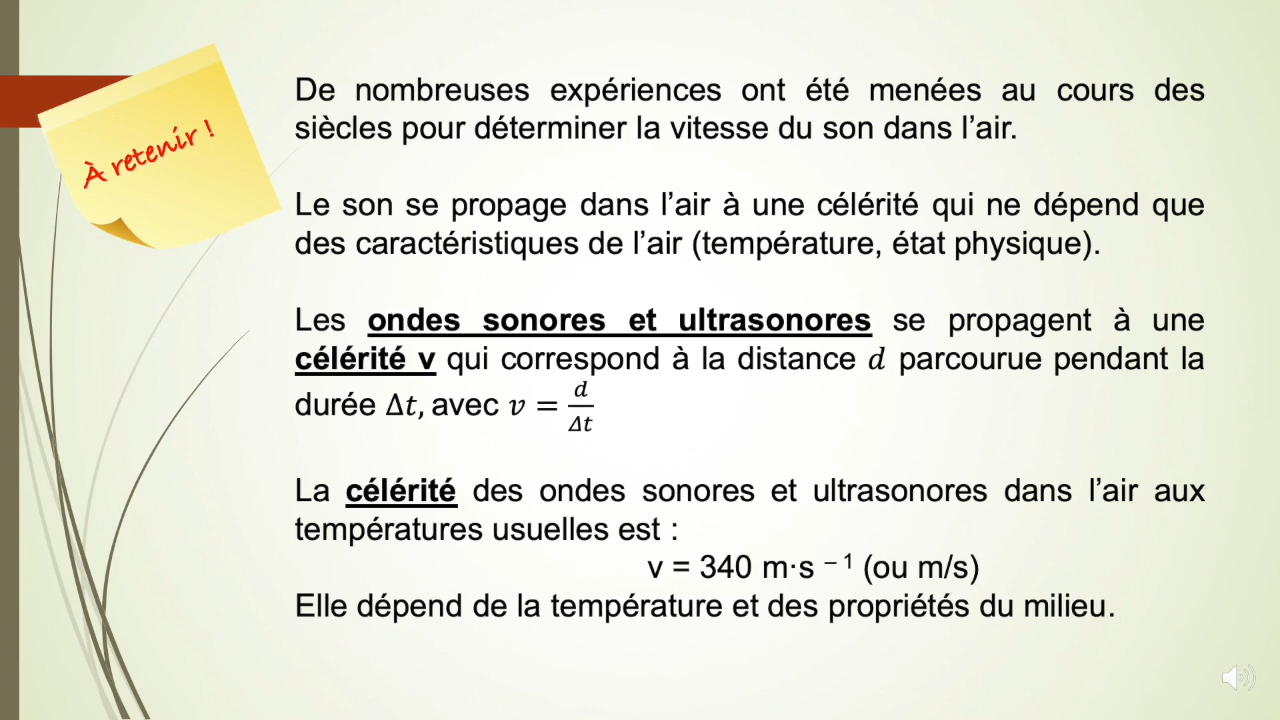 À retenir !
De nombreuses expériences ont été menées au cours des
siècles pour déterminer la vitesse du son dans l’air.
Le son se propage dans l’air à une célérité qui ne dépend que
des caractéristiques de l’air (température, état physique).
Les ondes sonores et ultrasonores se propagent à une
célérité v qui correspond à la distance d parcourue pendant la
durée Δt, avec v = d/Δt
La célérité des ondes sonores et ultrasonores dans l’air aux
températures usuelles est :
v = 340 m·s ⁻ ¹ (ou m/s)
Elle dépend de la température et des propriétés du milieu.